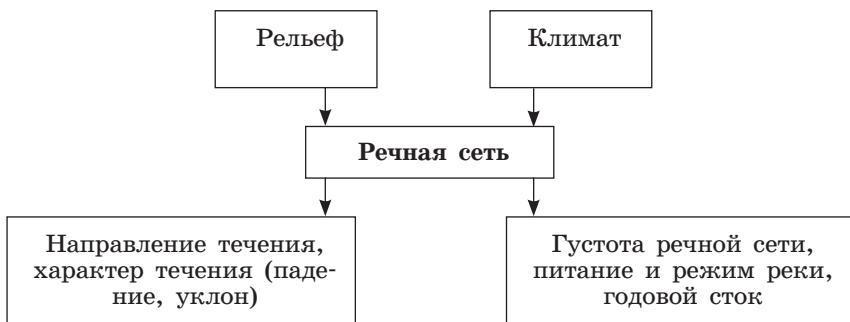 Рельеф
Климат
Речная сеть
Направление течения,
характер течения (паде-
ние, уклон)
Густота речной сети,
питание и режим реки,
годовой сток